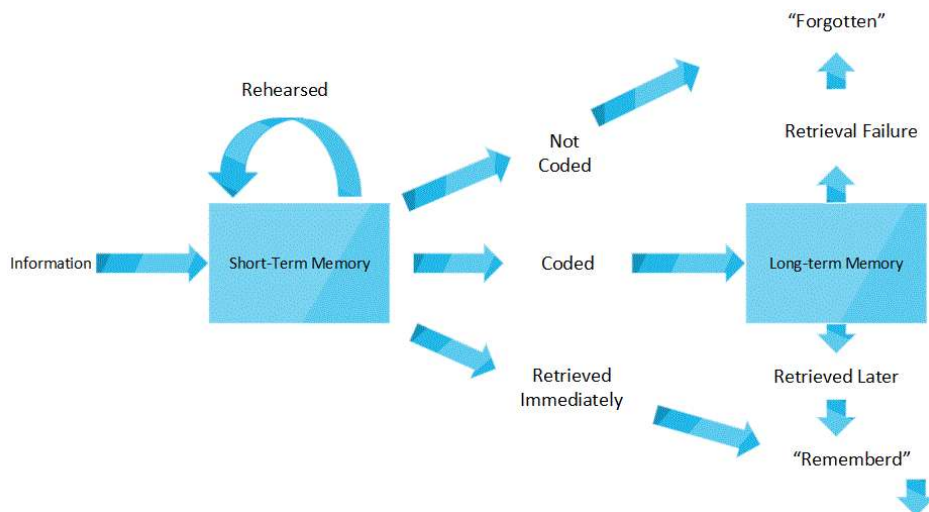 “Forgotten”
Rehearsed
Retrieval Failure
Not
Coded
Information
Short-Term Memory
Coded
Long-term Memory
Retrieved
Immediately
Retrieved Later
“Rememberd”